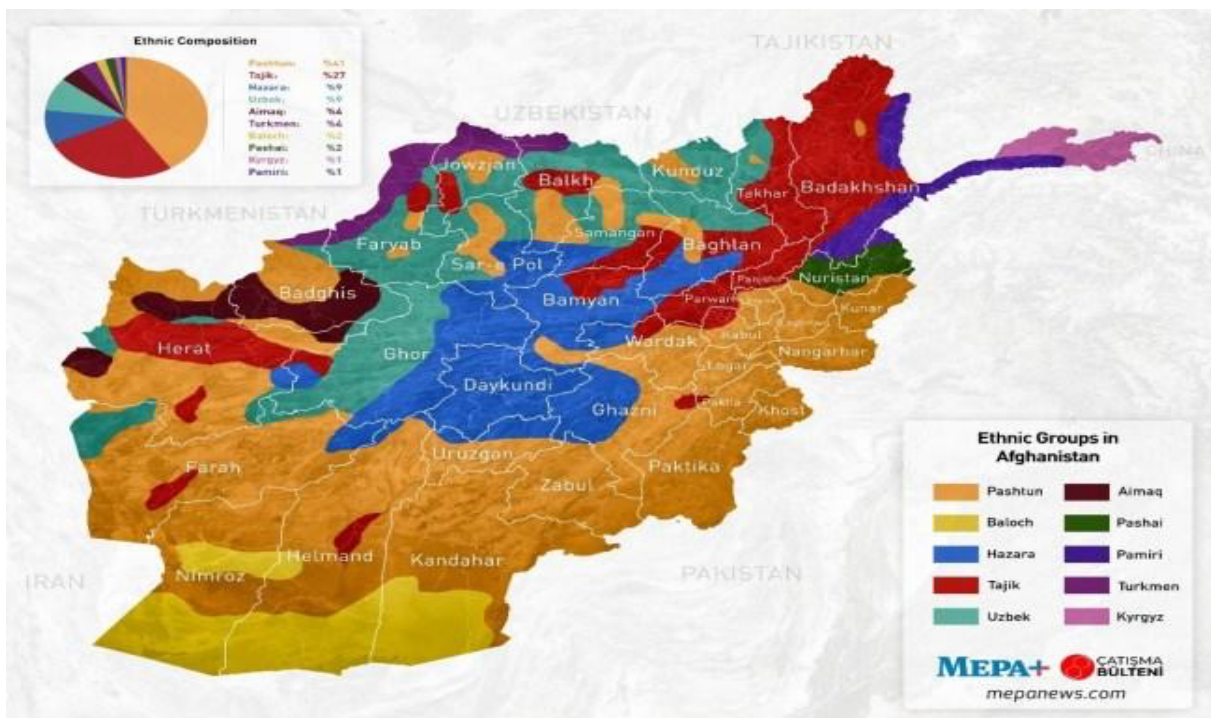 Ethnic Composition
Pashtun: %41
Tajik: %27
Hazara: %9
Uzbek: %9
Aimaq: %4
Turkmen: %4
Baloch: %2
Pashai: %2
Kyrgyz: %1
Pamiri: %1
TAJIKISTAN
UZBEKISTAN
CHINA
TURKMENISTAN
Jowzjan
Balkh
Kunduz
Takhar
Badakhshan
Faryab
Samangan
Baghlan
Sar-e Pol
Badghis
Bamyan
Panjshir
Nuristan
Parwan
Kunar
Herat
Ghor
Wardak
Kabul
Nangarhar
Logar
Daykundi
Ghazni
Paktia
Khost
Uruzgan
Paktika
Farah
Zabul
Helmand
Kandahar
Nimroz
IRAN
PAKISTAN
Ethnic Groups in
Afghanistan
Pashtun Aimaq
Baloch Pashai
Hazara Pamiri
Tajik Turkmen
Uzbek Kyrgyz
MEPA+ ÇATIŞMA
BÜLTENİ
mepanews.com